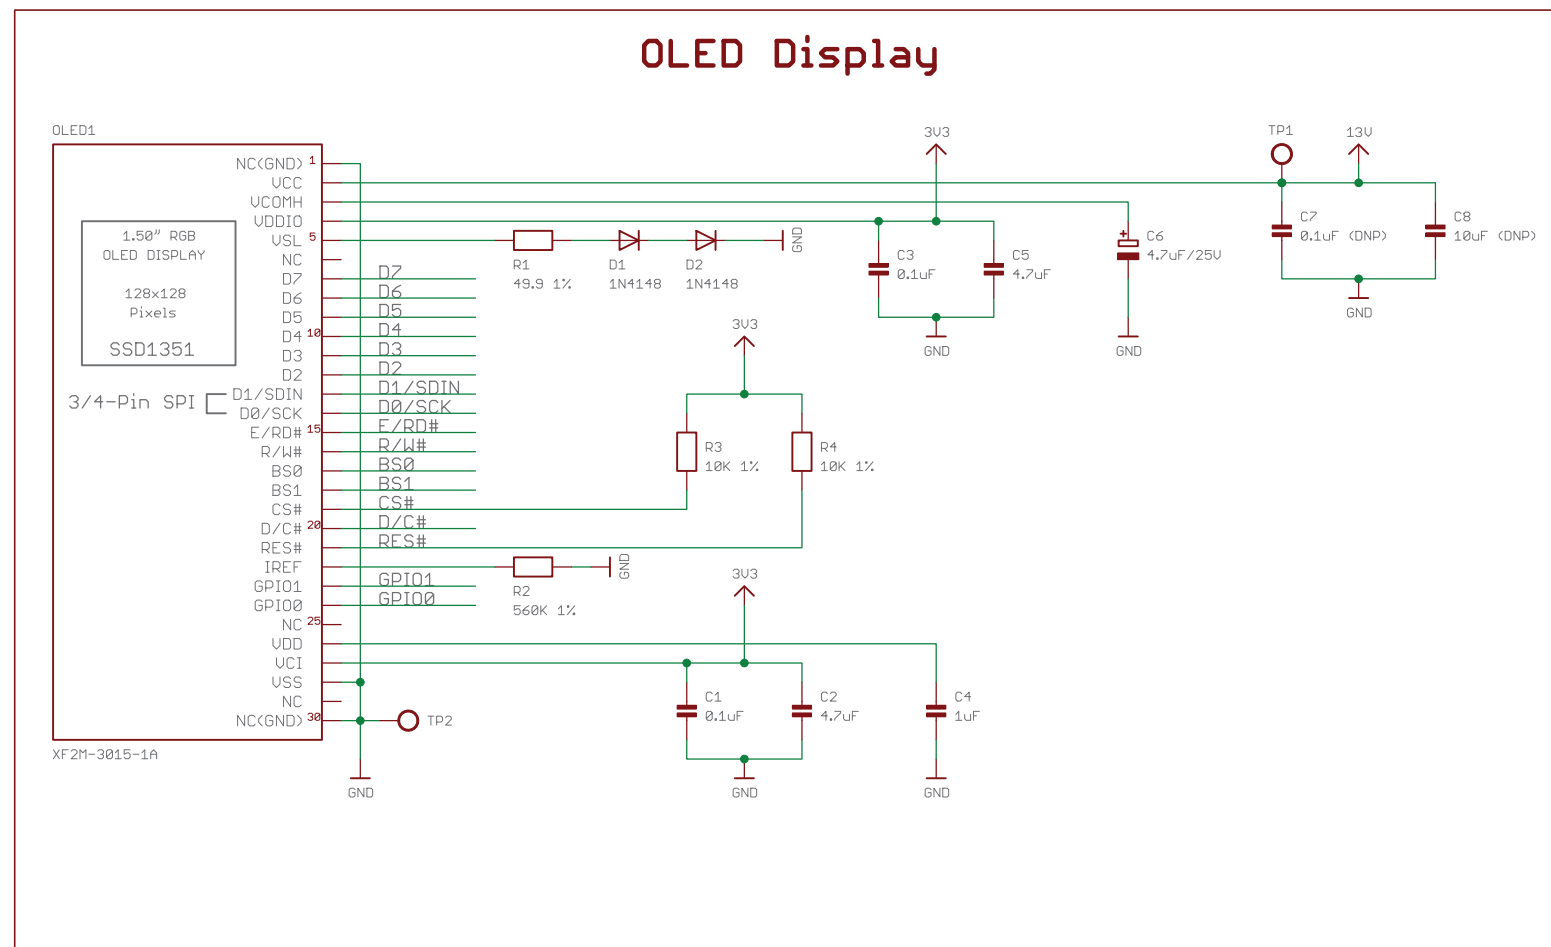 OLED Display
OLED1
NC(GND) 1
VCC
VCOMH
VDDIO
VSL 5
NC
D7
D6
D5
D4 10
D3
D2
D1/SDIN
D0/SCK
E/RD# 15
R/W#
BS0
BS1
CS#
D/C# 20
RES#
IREF
GPIO1
GPIO0
NC 25
VDD
VCI
VSS
NC
NC(GND) 30
1.50" RGB
OLED DISPLAY
128x128
Pixels
SSD1351
3/4-Pin SPI
XF2M-3015-1A
D7
D6
D5
D4
D3
D2
D1/SDIN
D0/SCK
E/RD#
R/W#
BS0
BS1
CS#
D/C#
RES#
GPIO1
GPIO0
R1
49.9 1%
D1
1N4148
D2
1N4148
GND
3V3
C3
0.1uF
C5
4.7uF
GND
+
C6
4.7uF/25V
GND
TP1
13V
C7
0.1uF (DNP)
C8
10uF (DNP)
GND
3V3
R3
10K 1%
R4
10K 1%
R2
560K 1%
GND
3V3
C1
0.1uF
C2
4.7uF
GND
C4
1uF
GND
TP2
GND